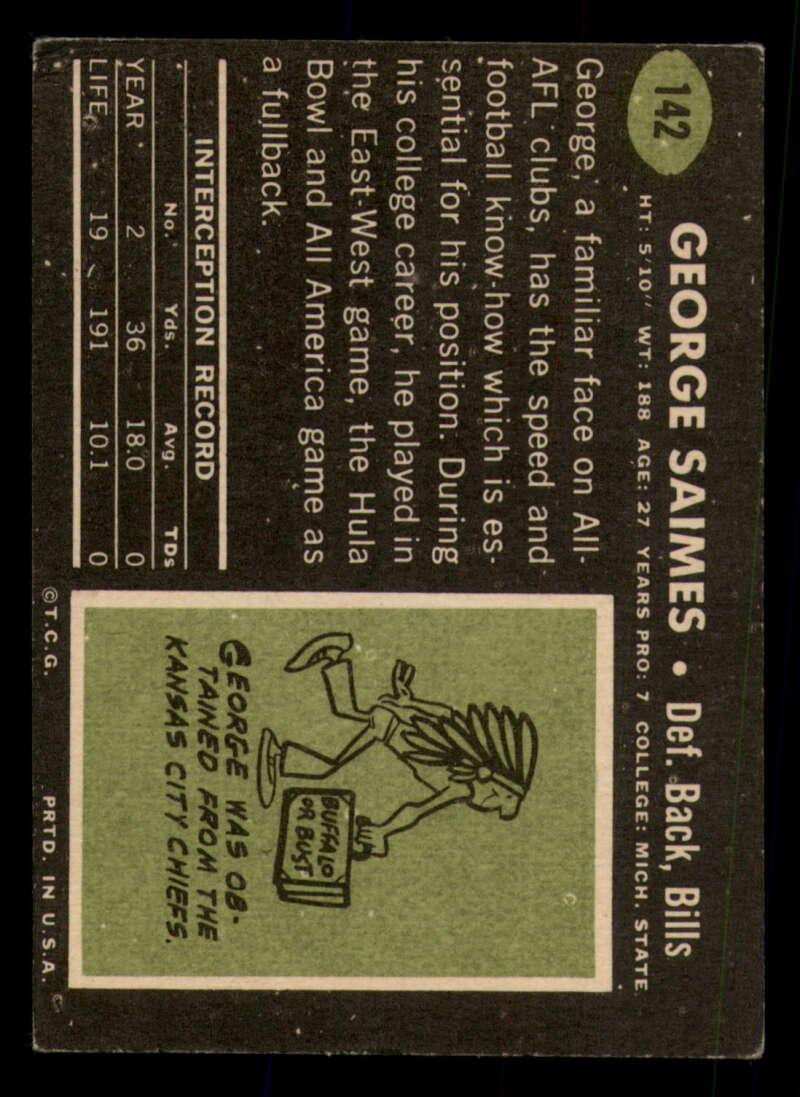 142
GEORGE SAIMES • Def. Back, Bills
HT: 5'10" WT: 188 AGE: 27 YEARS PRO: 7 COLLEGE: MICH. STATE
George, a familiar face on All-
AFL clubs, has the speed and
football know-how which is es-
sential for his position. During
his college career, he played in
the East-West game, the Hula
Bowl and All America game as
a fullback.
INTERCEPTION RECORD
No. Yds. Avg. TDs
YEAR 2 36 18.0 0
LIFE 19 191 10.1 0
BUFFALO
OR BUST
GEORGE WAS OB-
TAINED FROM THE
KANSAS CITY CHIEFS.
©T.C.G. PRTD. IN U.S.A.